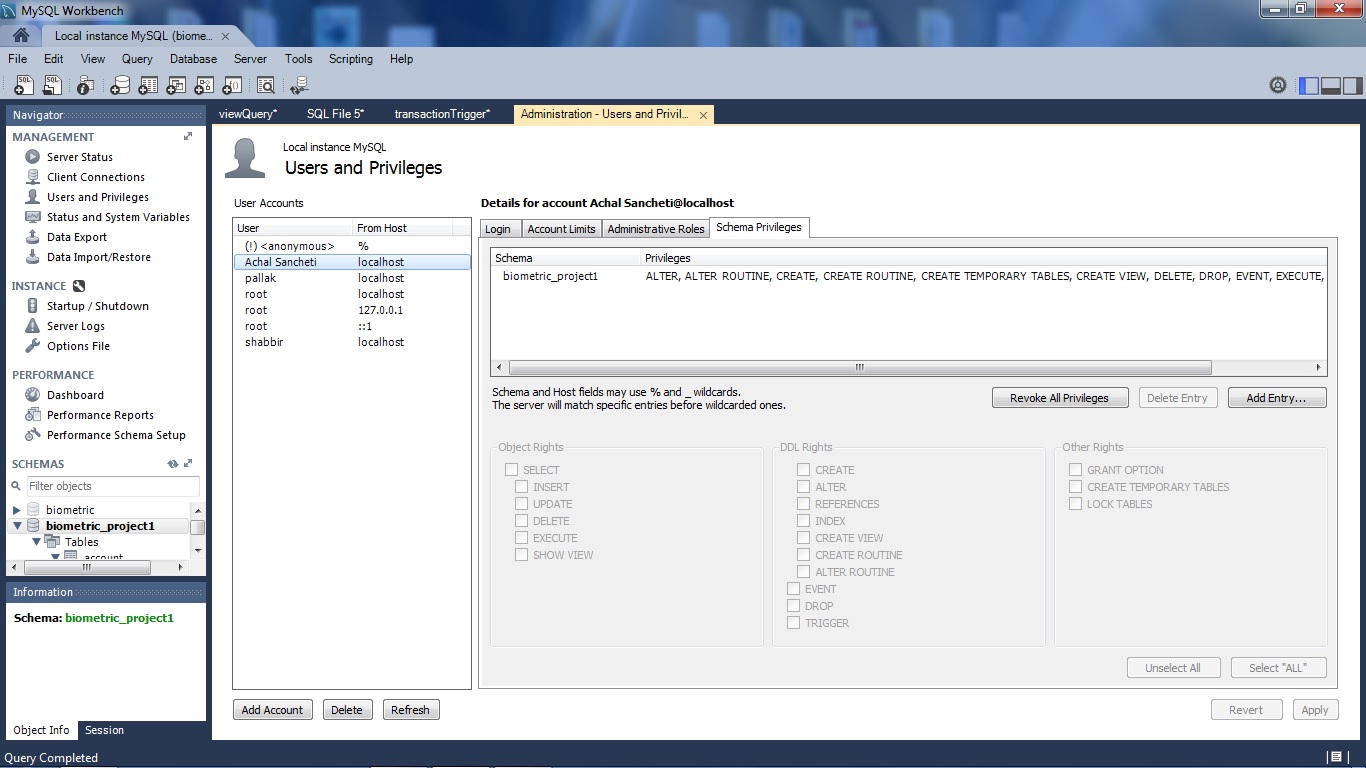 MySQL Workbench
Local instance MySQL (biome...
File Edit View Query Database Server Tools Scripting Help
Navigator
MANAGEMENT
Server Status
Client Connections
Users and Privileges
Status and System Variables
Data Export
Data Import/Restore
INSTANCE
Startup / Shutdown
Server Logs
Options File
PERFORMANCE
Dashboard
Performance Reports
Performance Schema Setup
SCHEMAS
Filter objects
biometric
biometric_project1
Tables
account
Information
Schema: biometric_project1
Object Info Session
viewQuery* SQL File 5* transactionTrigger* Administration - Users and Privil...
Local instance MySQL
Users and Privileges
User Accounts
User From Host
(!) <anonymous> %
Achal Sancheti localhost
pallak localhost
root localhost
root 127.0.0.1
root ::1
shabbir localhost
Add Account Delete Refresh
Details for account Achal Sancheti@localhost
Login Account Limits Administrative Roles Schema Privileges
Schema Privileges
biometric_project1 ALTER, ALTER ROUTINE, CREATE, CREATE ROUTINE, CREATE TEMPORARY TABLES, CREATE VIEW, DELETE, DROP, EVENT, EXECUTE,
Schema and Host fields may use % and _ wildcards.
The server will match specific entries before wildcarded ones.
Revoke All Privileges Delete Entry Add Entry...
Object Rights
SELECT
INSERT
UPDATE
DELETE
EXECUTE
SHOW VIEW
DDL Rights
CREATE
ALTER
REFERENCES
INDEX
CREATE VIEW
CREATE ROUTINE
ALTER ROUTINE
EVENT
DROP
TRIGGER
Other Rights
GRANT OPTION
CREATE TEMPORARY TABLES
LOCK TABLES
Unselect All Select "ALL"
Revert Apply
Query Completed